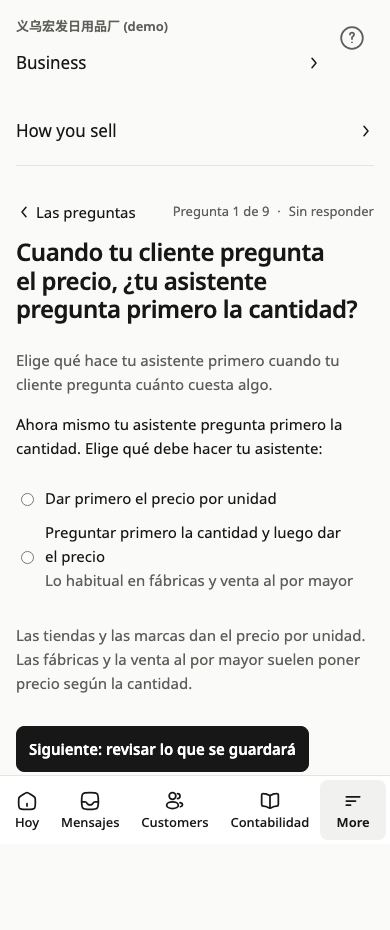 义乌宏发日用品厂 (demo)
Business
How you sell
Las preguntas
Pregunta 1 de 9 · Sin responder
Cuando tu cliente pregunta
el precio, ¿tu asistente
pregunta primero la cantidad?
Elige qué hace tu asistente primero cuando tu
cliente pregunta cuánto cuesta algo.
Ahora mismo tu asistente pregunta primero la
cantidad. Elige qué debe hacer tu asistente:
Dar primero el precio por unidad
Preguntar primero la cantidad y luego dar
el precio
Lo habitual en fábricas y venta al por mayor
Las tiendas y las marcas dan el precio por unidad.
Las fábricas y la venta al por mayor suelen poner
precio según la cantidad.
Siguiente: revisar lo que se guardará
Hoy
Mensajes
Customers
Contabilidad
More